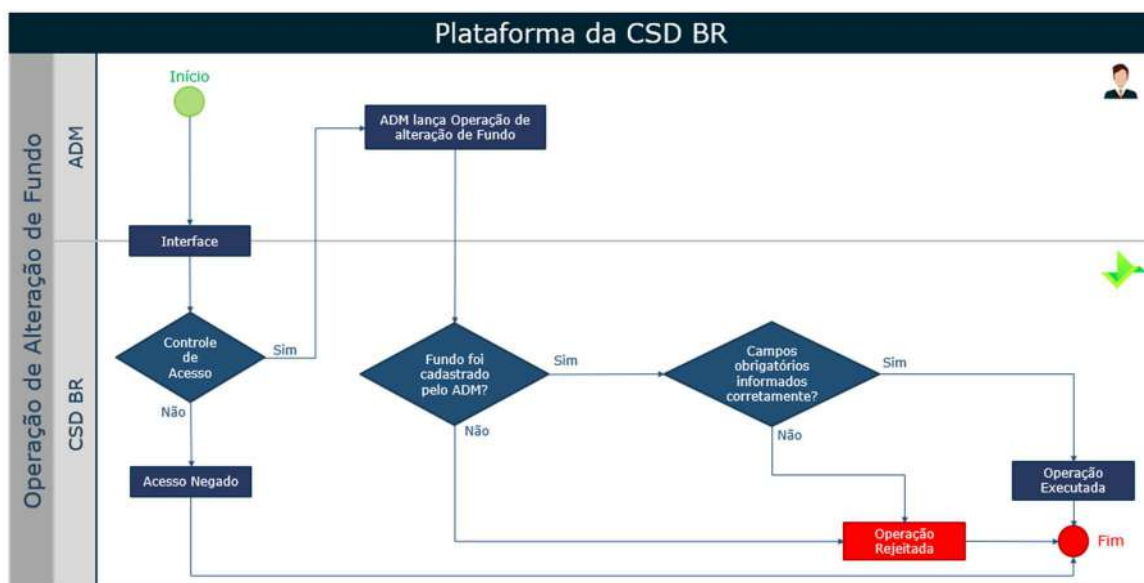 Plataforma da CSD BR
Operação de Alteração de Fundo
ADM
CSD BR
Início
ADM lança Operação de
alteração de Fundo
Interface
Controle
de
Acesso
Sim
Não
Fundo foi
cadastrado
pelo ADM?
Sim
Não
Campos
obrigatórios
informados
corretamente?
Sim
Não
Acesso Negado
Operação
Executada
Operação
Rejeitada
Fim